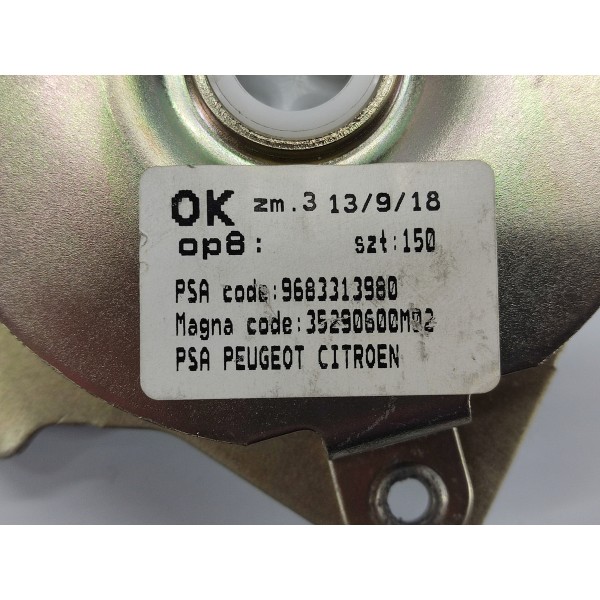 OK zm.3 13/9/18
op8: szt:150
PSA code:9683313980
Magna code:35290600M02
PSA PEUGEOT CITROEN